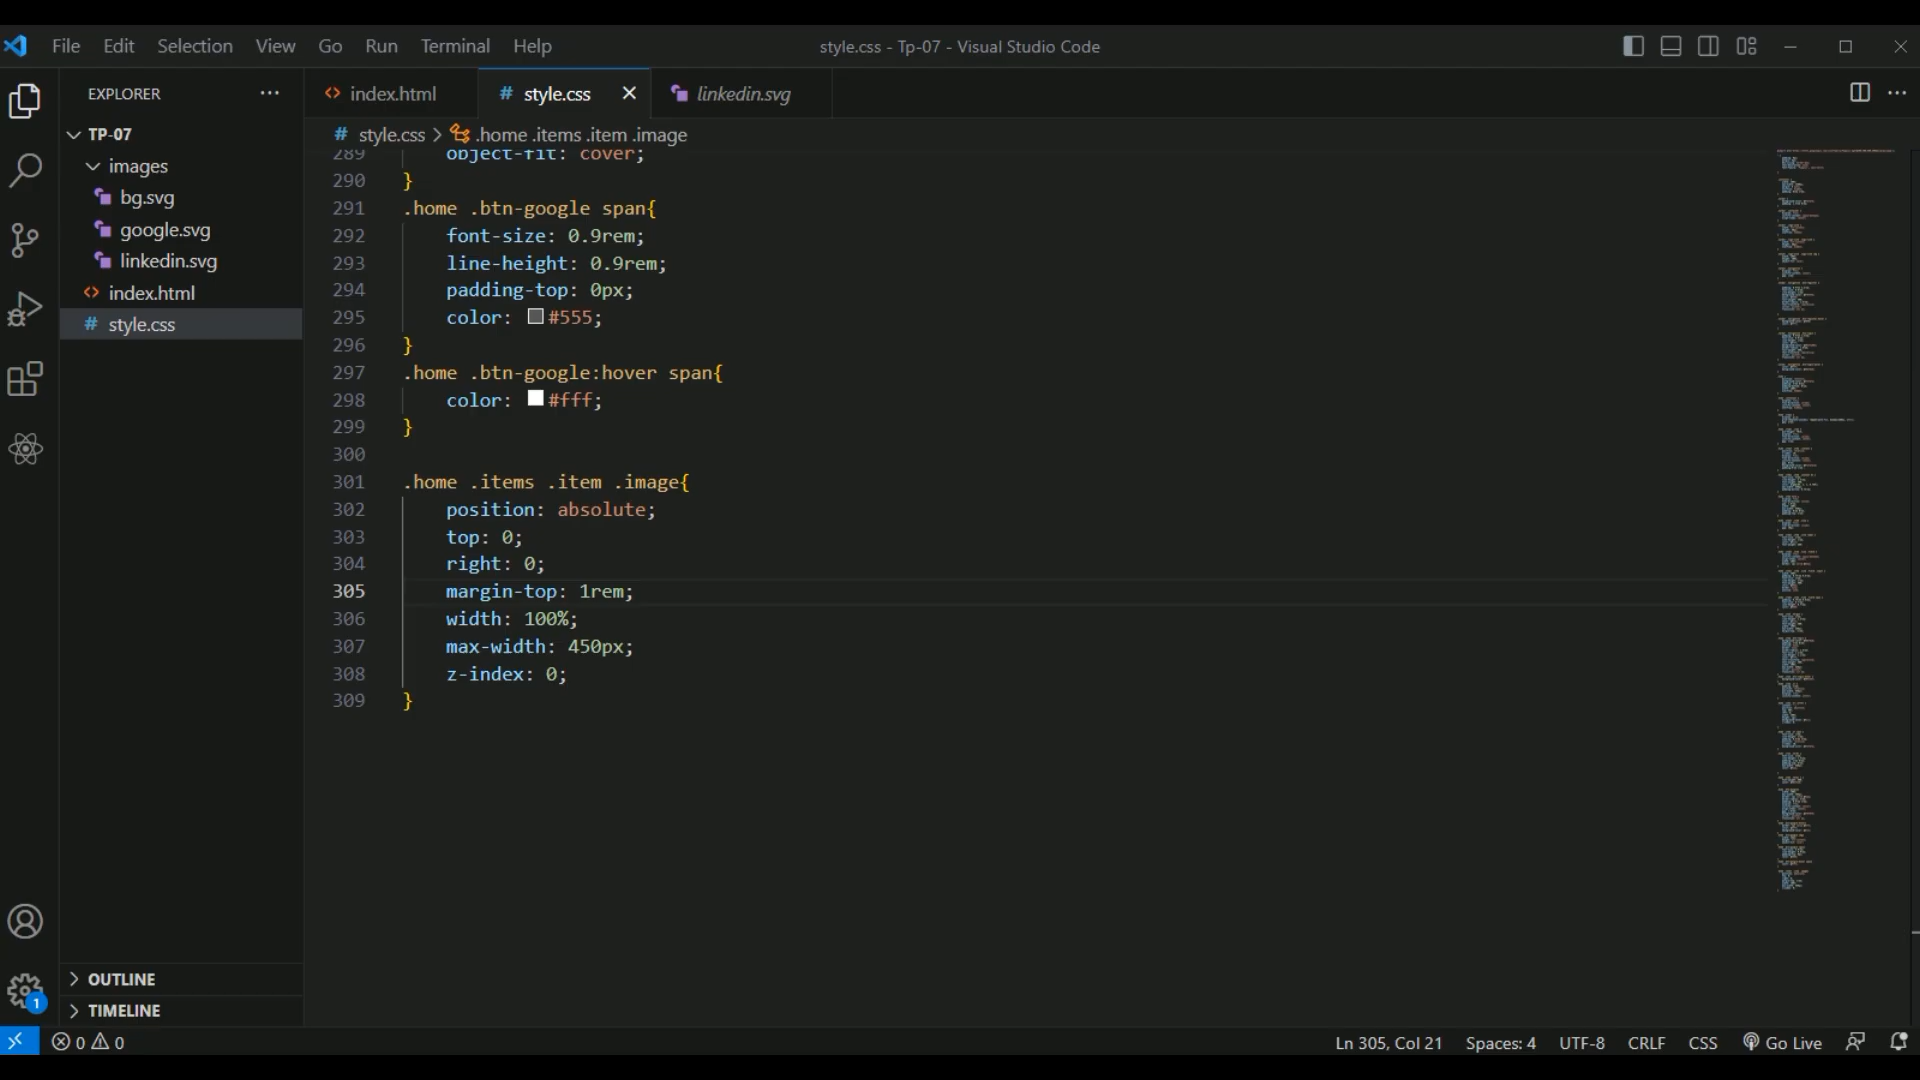 File Edit Selection View Go Run Terminal Help
style.css - Tp-07 - Visual Studio Code
EXPLORER
TP-07
images
bg.svg
google.svg
linkedin.svg
index.html
style.css
OUTLINE
TIMELINE
index.html style.css linkedin.svg
style.css > .home .items .item .image
289 object-fit: cover;
290 }
291 .home .btn-google span{
292 font-size: 0.9rem;
293 line-height: 0.9rem;
294 padding-top: 0px;
295 color: #555;
296 }
297 .home .btn-google:hover span{
298 color: #fff;
299 }
300
301 .home .items .item .image{
302 position: absolute;
303 top: 0;
304 right: 0;
305 margin-top: 1rem;
306 width: 100%;
307 max-width: 450px;
308 z-index: 0;
309 }
1
0 0
Ln 305, Col 21 Spaces: 4 UTF-8 CRLF CSS Go Live